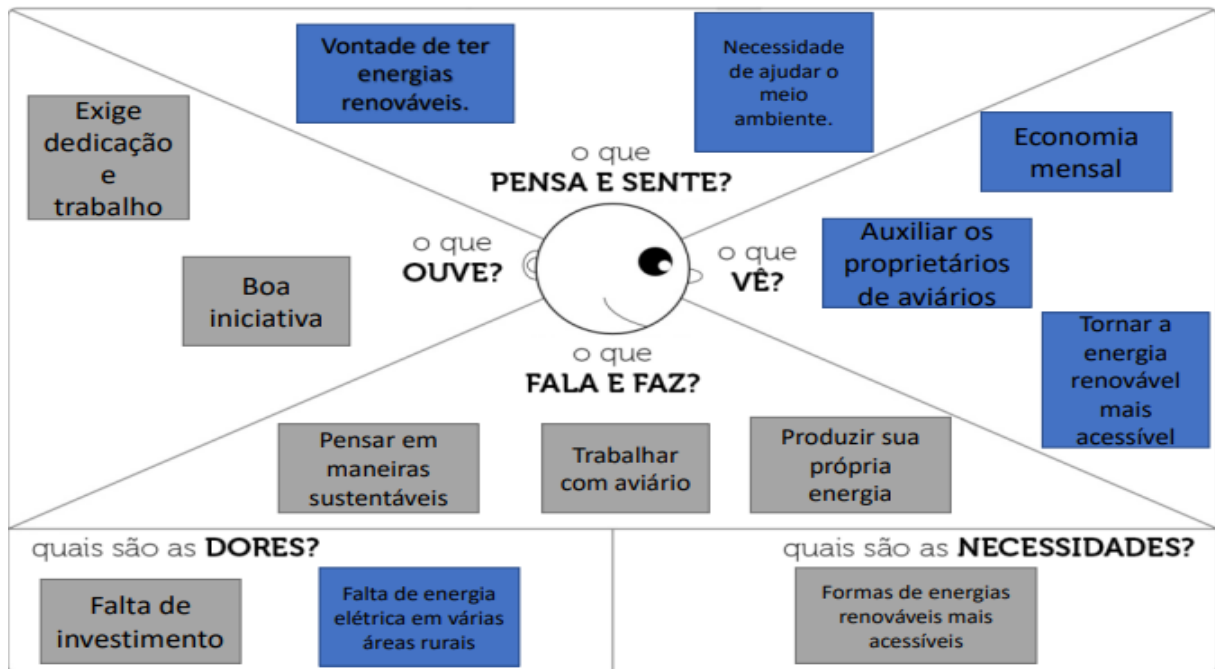 Vontade de ter
energias
renováveis.
Necessidade
de ajudar o
meio
ambiente.
o que
PENSA E SENTE?
Exige
dedicação
e
trabalho
Boa
iniciativa
o que
OUVE?
o que
VÊ?
Economia
mensal
Auxiliar os
proprietários
de aviários
Tornar a
energia
renovável
mais
acessível
o que
FALA E FAZ?
Pensar em
maneiras
sustentáveis
Trabalhar
com aviário
Produzir sua
própria
energia
quais são as DORES?
Falta de
investimento
Falta de energia
elétrica em várias
áreas rurais
quais são as NECESSIDADES?
Formas de energias
renováveis mais
acessíveis